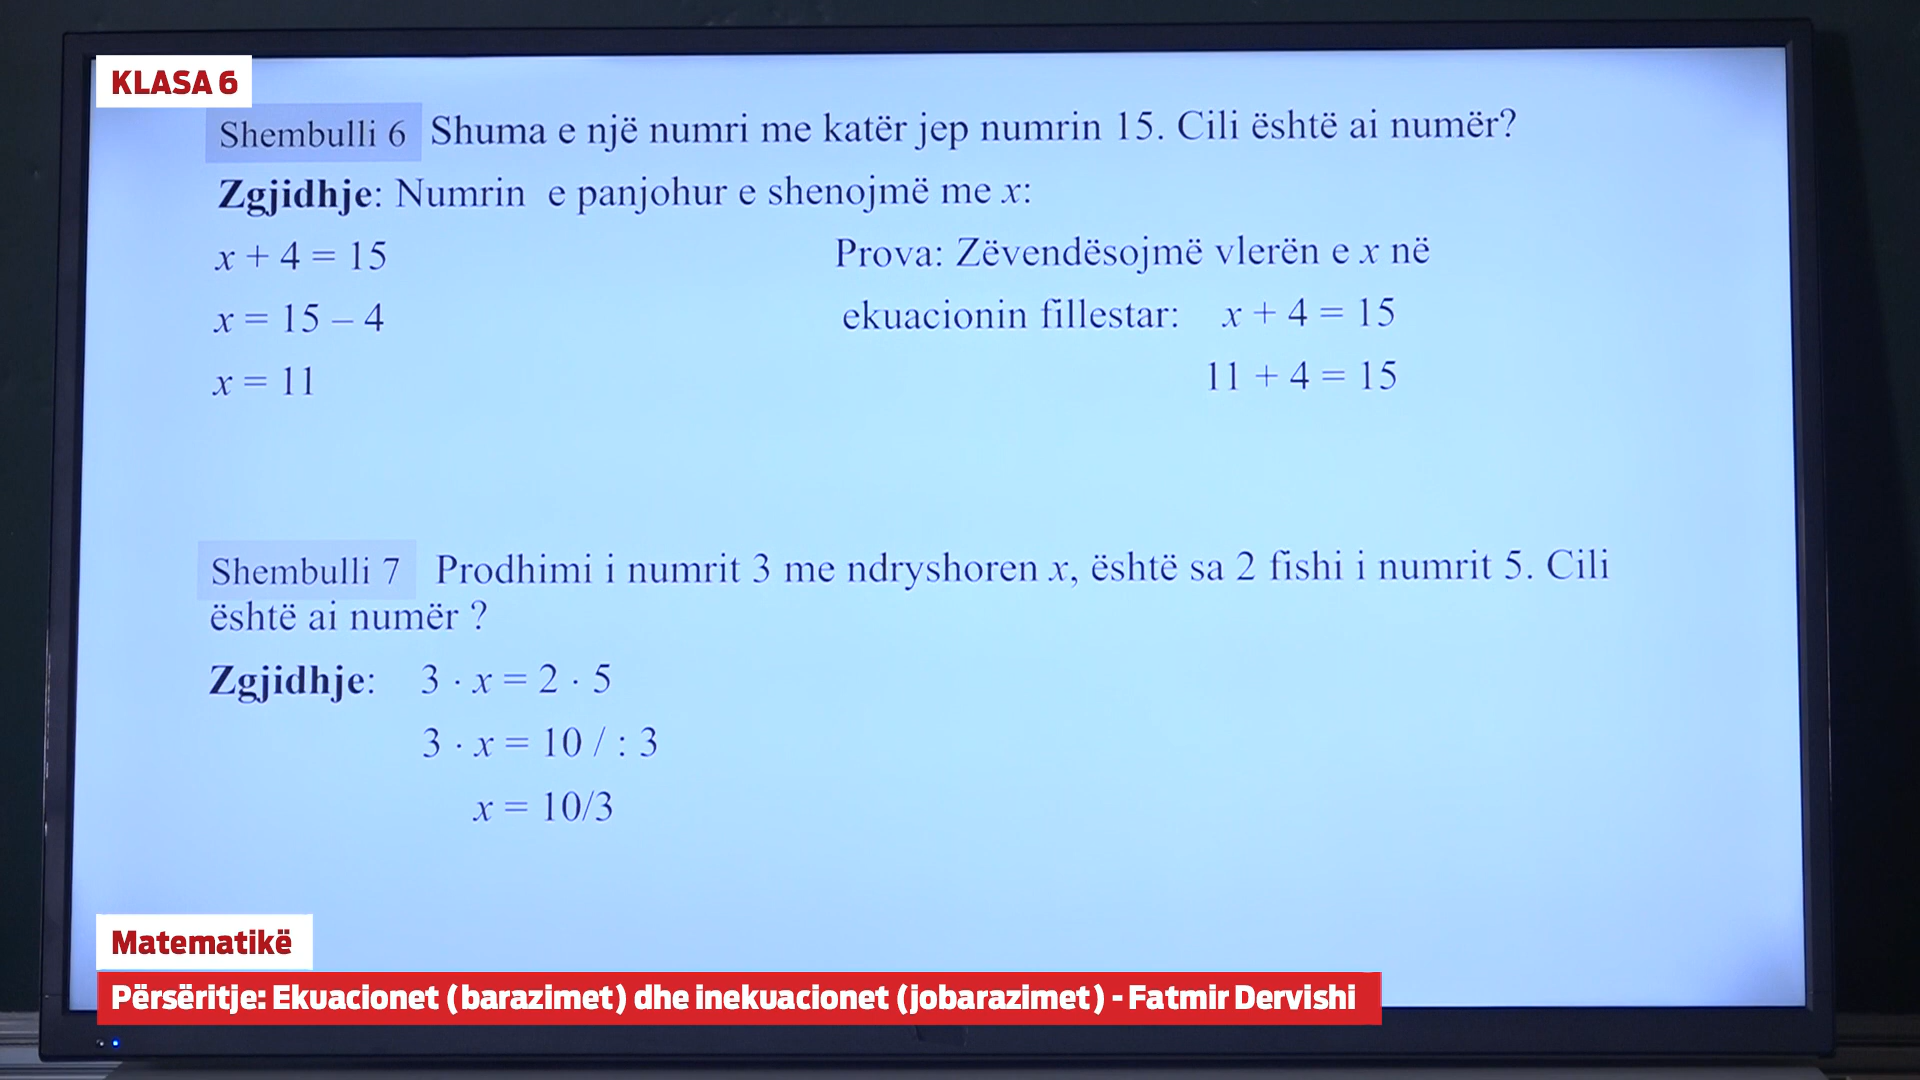 KLASA 6
Shembulli 6 Shuma e një numri me katër jep numrin 15. Cili është ai numër?
Zgjidhje: Numrin e panjohur e shenojmë me x:
x + 4 = 15
x = 15 – 4
x = 11
Prova: Zëvendësojmë vlerën e x në
ekuacionin fillestar: x + 4 = 15
11 + 4 = 15
Shembulli 7 Prodhimi i numrit 3 me ndryshoren x, është sa 2 fishi i numrit 5. Cili
është ai numër ?
Zgjidhje: 3 · x = 2 · 5
3 · x = 10 / : 3
x = 10/3
Matematikë
Përsëritje: Ekuacionet (barazimet) dhe inekuacionet (jobarazimet) - Fatmir Dervishi